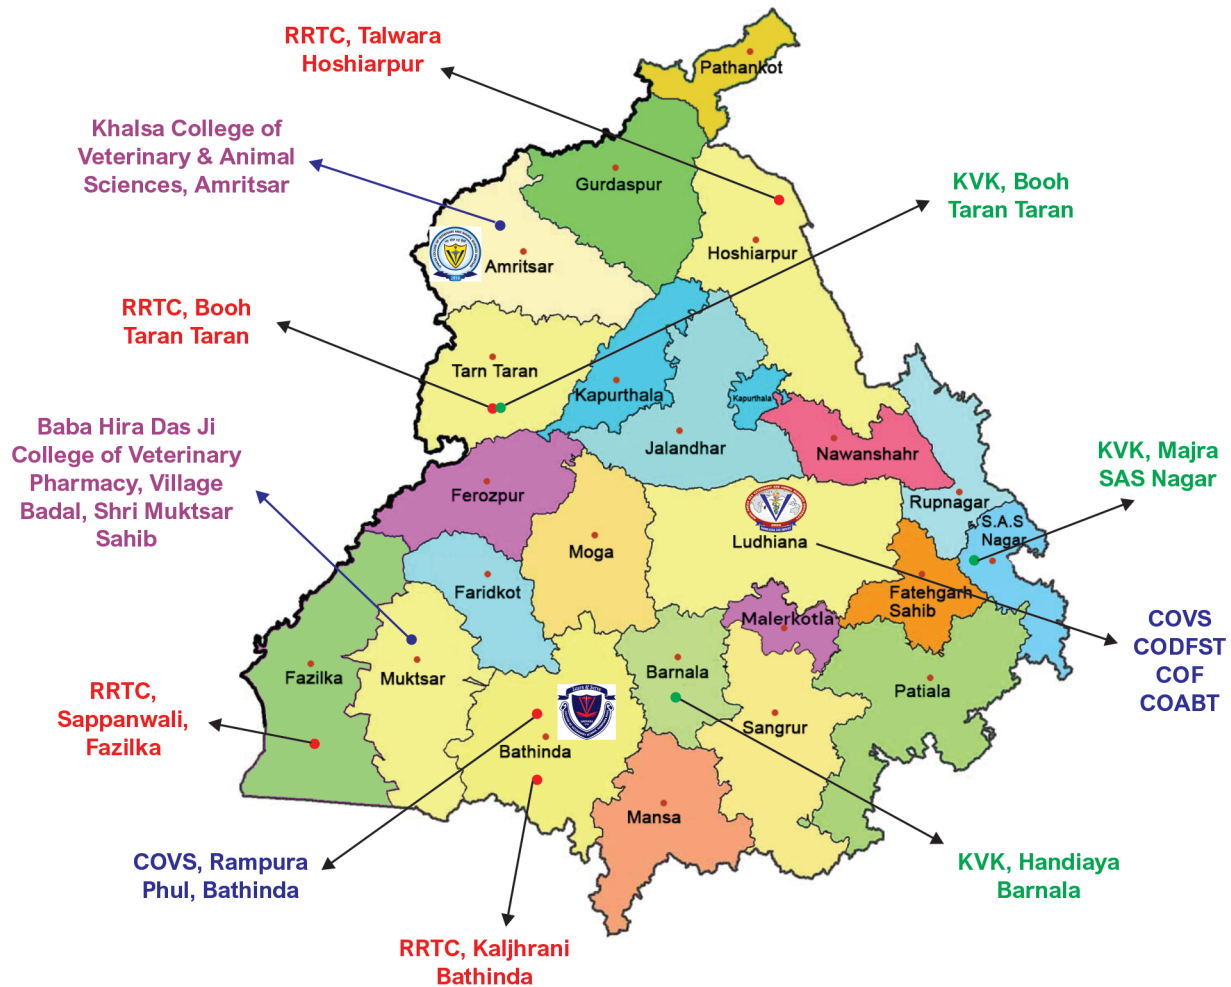 RRTC, Talwara
Hoshiarpur
Pathankot
Khalsa College of
Veterinary & Animal
Sciences, Amritsar
Gurdaspur
KVK, Booh
Taran Taran
Hoshiarpur
Amritsar
RRTC, Booh
Taran Taran
Tarn Taran
Kapurthala
Kapurthala
Baba Hira Das Ji
College of Veterinary
Pharmacy, Village
Badal, Shri Muktsar
Sahib
Jalandhar
Nawanshahr
KVK, Majra
SAS Nagar
Ferozpur
Rupnagar
S.A.S
Nagar
Moga
Ludhiana
Faridkot
Fatehgarh
Sahib
Malerkotla
COVS
CODFST
COF
COABT
Fazilka
Muktsar
Barnala
Patiala
RRTC,
Sappanwali,
Fazilka
Bathinda
Sangrur
Mansa
COVS, Rampura
Phul, Bathinda
KVK, Handiaya
Barnala
RRTC, Kaljhrani
Bathinda